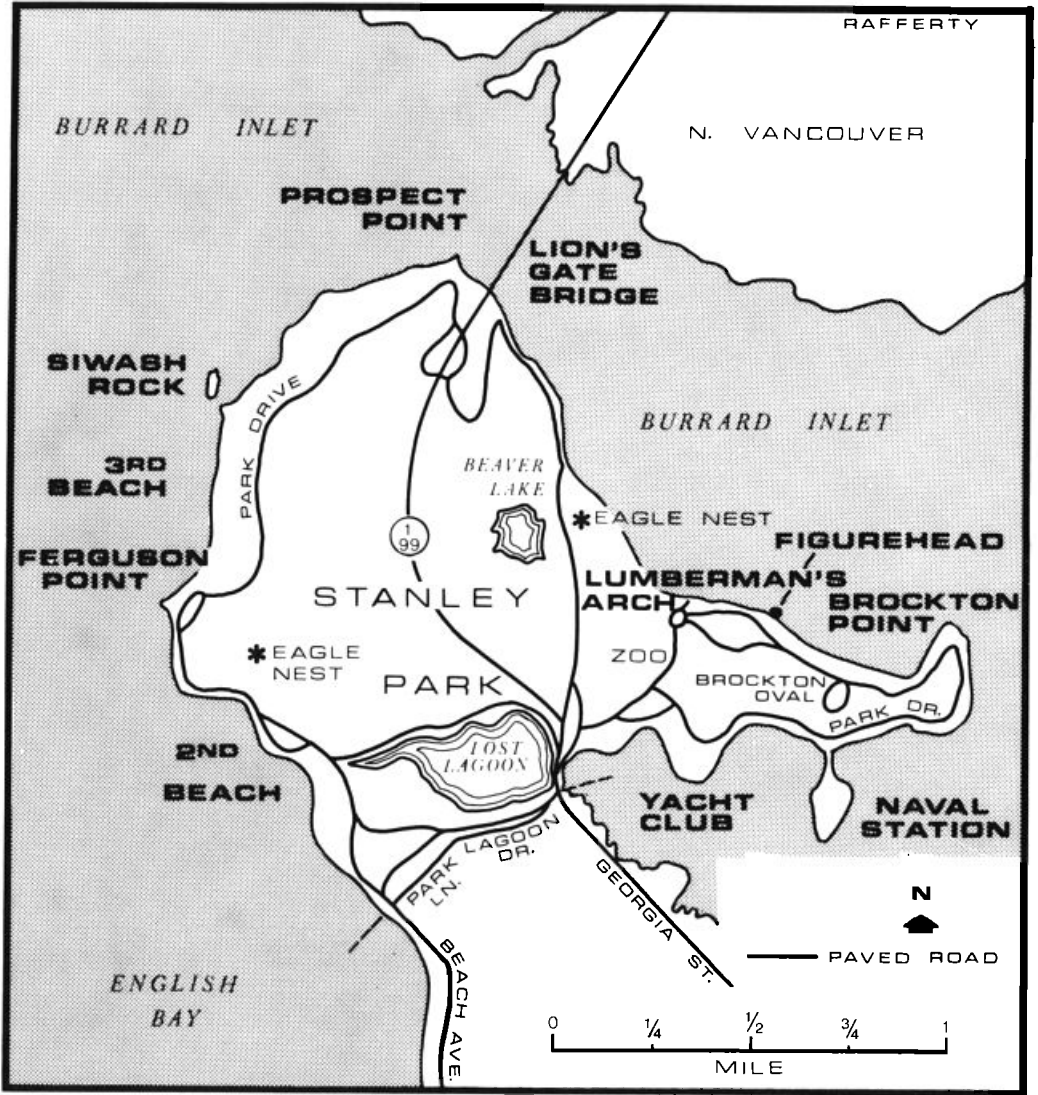 RAFFERTY
BURRARD INLET
N. VANCOUVER
PROSPECT
POINT
LION'S
GATE
BRIDGE
SIWASH
ROCK
PARK DRIVE
BURRARD INLET
3RD
BEACH
BEAVER
LAKE
1
99
EAGLE NEST
FERGUSON
POINT
FIGUREHEAD
LUMBERMAN'S
ARCH
BROCKTON
POINT
STANLEY
PARK
EAGLE
NEST
ZOO
BROCKTON
OVAL
PARK DR.
2ND
BEACH
LOST
LAGOON
YACHT
CLUB
NAVAL
STATION
LAGOON
DR.
PARK
LN.
GEORGIA ST.
N
PAVED ROAD
BEACH AVE.
ENGLISH
BAY
0 1/4 1/2 3/4 1
MILE